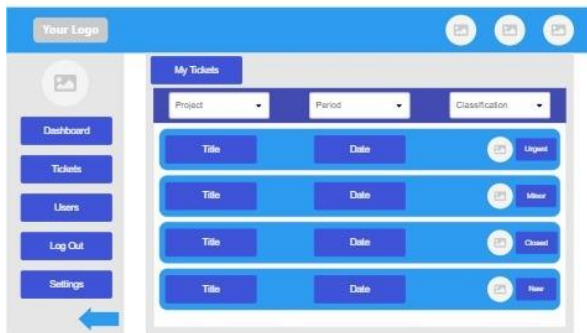 Your Logo
My Tickets
Project
Period
Classification
Dashboard
Tickets
Users
Log Out
Settings
Title Date Urgent
Title Date Minor
Title Date Closed
Title Date New